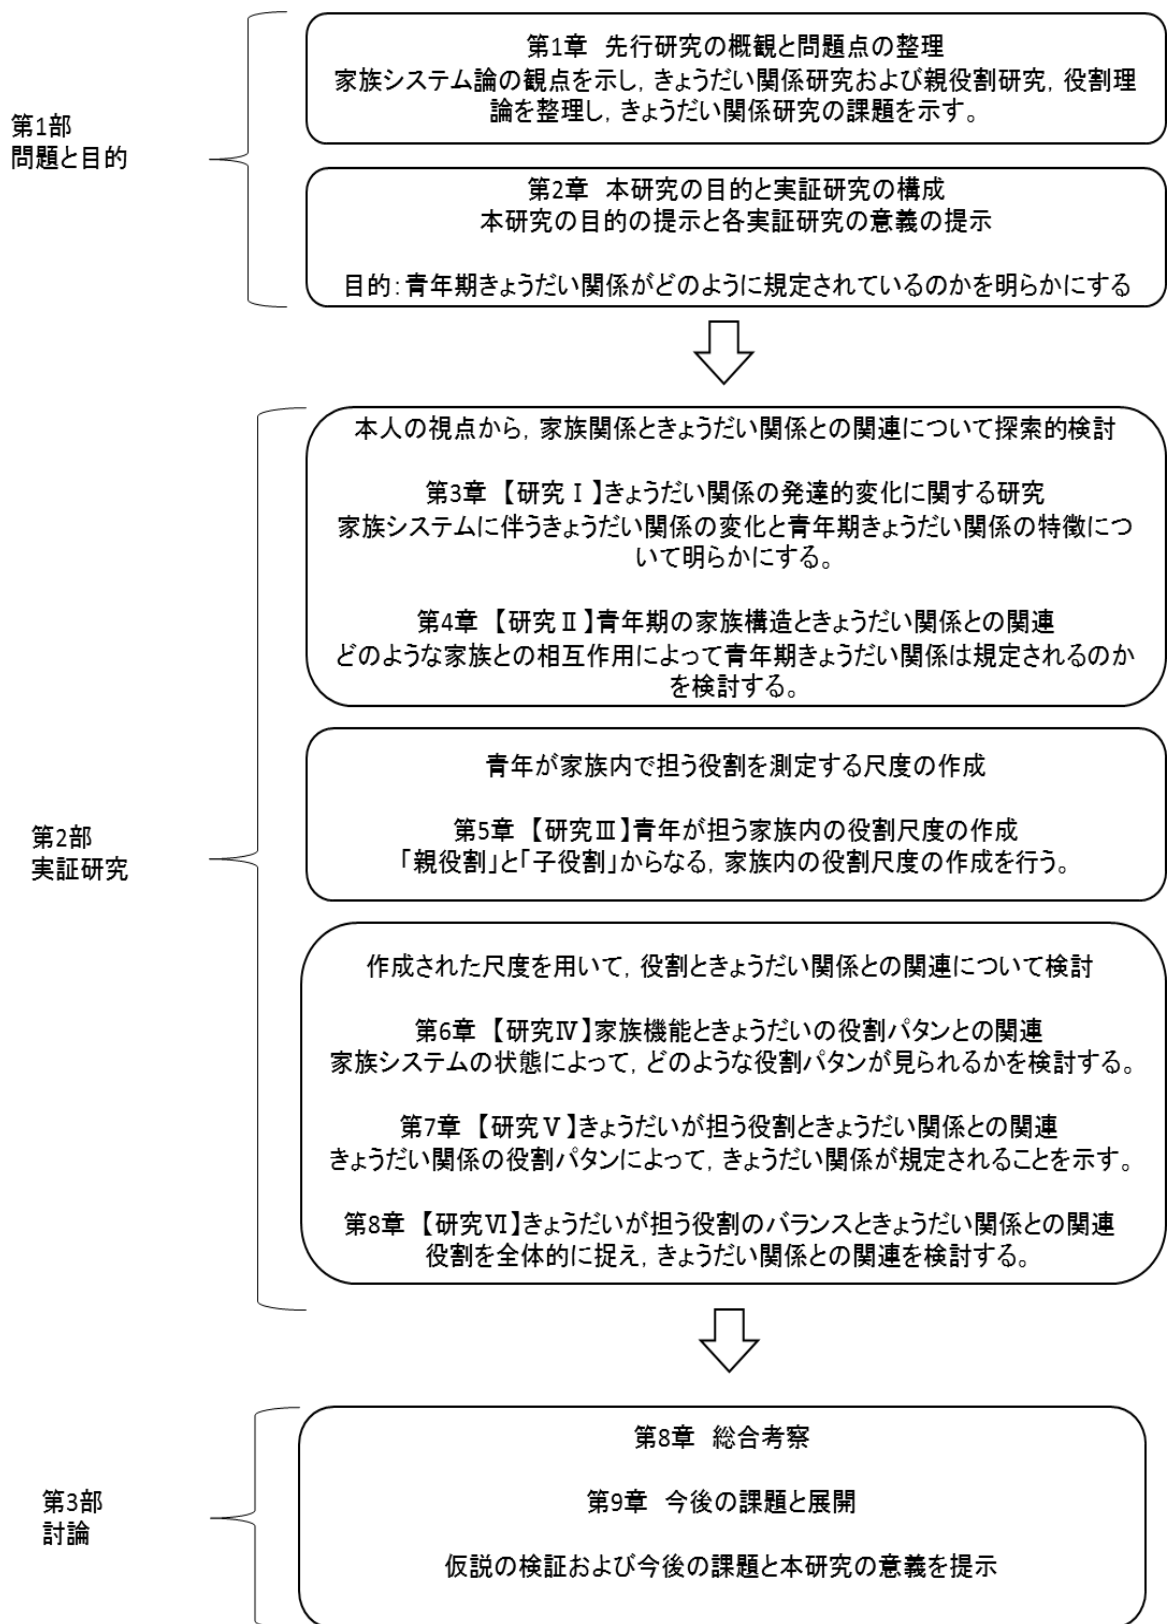 第1部
問題と目的
第1章 先行研究の概観と問題点の整理
家族システム論の観点を示し,きょうだい関係研究および親役割研究,役割理
論を整理し,きょうだい関係研究の課題を示す。
第2章 本研究の目的と実証研究の構成
本研究の目的の提示と各実証研究の意義の提示
目的:青年期きょうだい関係がどのように規定されているのかを明らかにする
第2部
実証研究
本人の視点から,家族関係ときょうだい関係との関連について探索的検討
第3章 【研究Ⅰ】きょうだい関係の発達的変化に関する研究
家族システムに伴うきょうだい関係の変化と青年期きょうだい関係の特徴につ
いて明らかにする。
第4章 【研究Ⅱ】青年期の家族構造ときょうだい関係との関連
どのような家族との相互作用によって青年期きょうだい関係は規定されるのか
を検討する。
青年が家族内で担う役割を測定する尺度の作成
第5章 【研究Ⅲ】青年が担う家族内の役割尺度の作成
「親役割」と「子役割」からなる,家族内の役割尺度の作成を行う。
作成された尺度を用いて,役割ときょうだい関係との関連について検討
第6章 【研究Ⅳ】家族機能ときょうだいの役割パタンとの関連
家族システムの状態によって,どのような役割パタンが見られるかを検討する。
第7章 【研究Ⅴ】きょうだいが担う役割ときょうだい関係との関連
きょうだい関係の役割パタンによって,きょうだい関係が規定されることを示す。
第8章 【研究Ⅵ】きょうだいが担う役割のバランスときょうだい関係との関連
役割を全体的に捉え,きょうだい関係との関連を検討する。
第3部
討論
第8章 総合考察
第9章 今後の課題と展開
仮説の検証および今後の課題と本研究の意義を提示